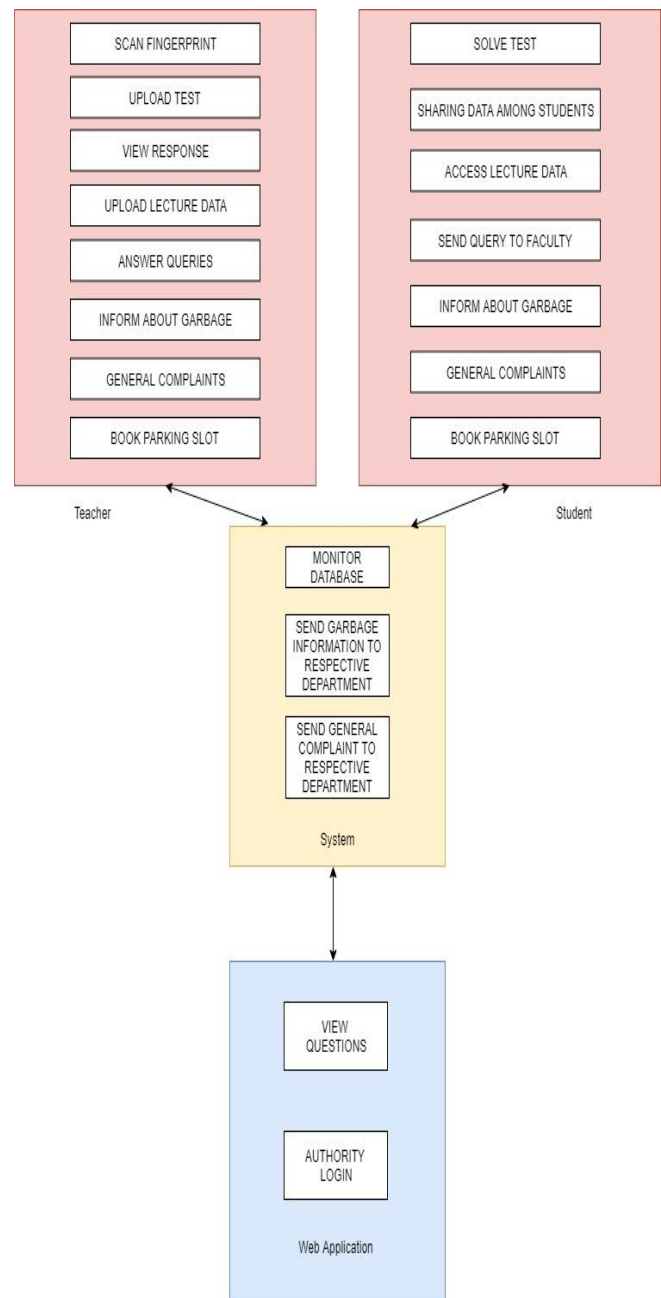 SCAN FINGERPRINT
UPLOAD TEST
VIEW RESPONSE
UPLOAD LECTURE DATA
ANSWER QUERIES
INFORM ABOUT GARBAGE
GENERAL COMPLAINTS
BOOK PARKING SLOT
Teacher
SOLVE TEST
SHARING DATA AMONG STUDENTS
ACCESS LECTURE DATA
SEND QUERY TO FACULTY
INFORM ABOUT GARBAGE
GENERAL COMPLAINTS
BOOK PARKING SLOT
Student
MONITOR
DATABASE
SEND GARBAGE
INFORMATION TO
RESPECTIVE
DEPARTMENT
SEND GENERAL
COMPLAINT TO
RESPECTIVE
DEPARTMENT
System
VIEW
QUESTIONS
AUTHORITY
LOGIN
Web Application